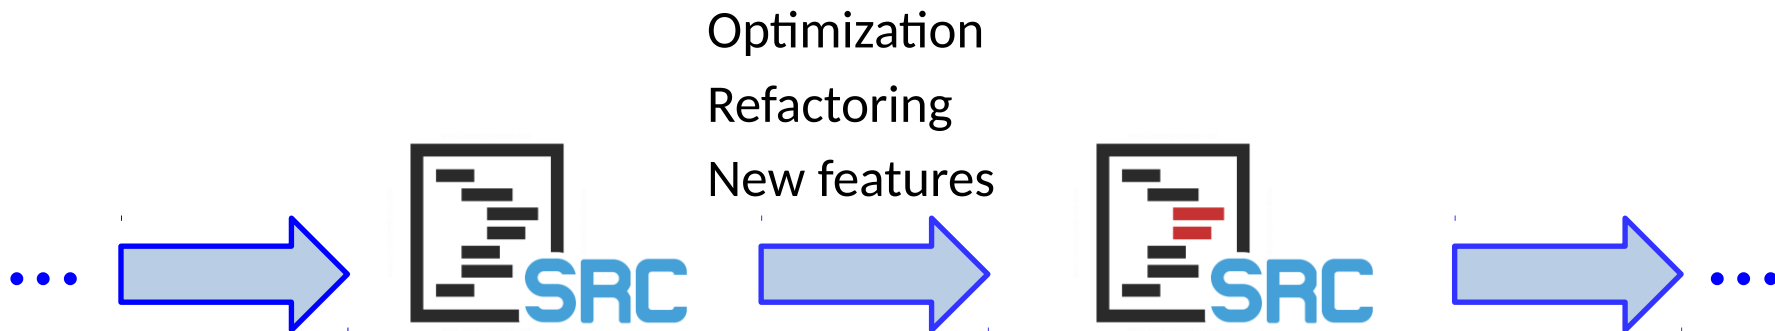 Optimization
Refactoring
New features
SRC
SRC